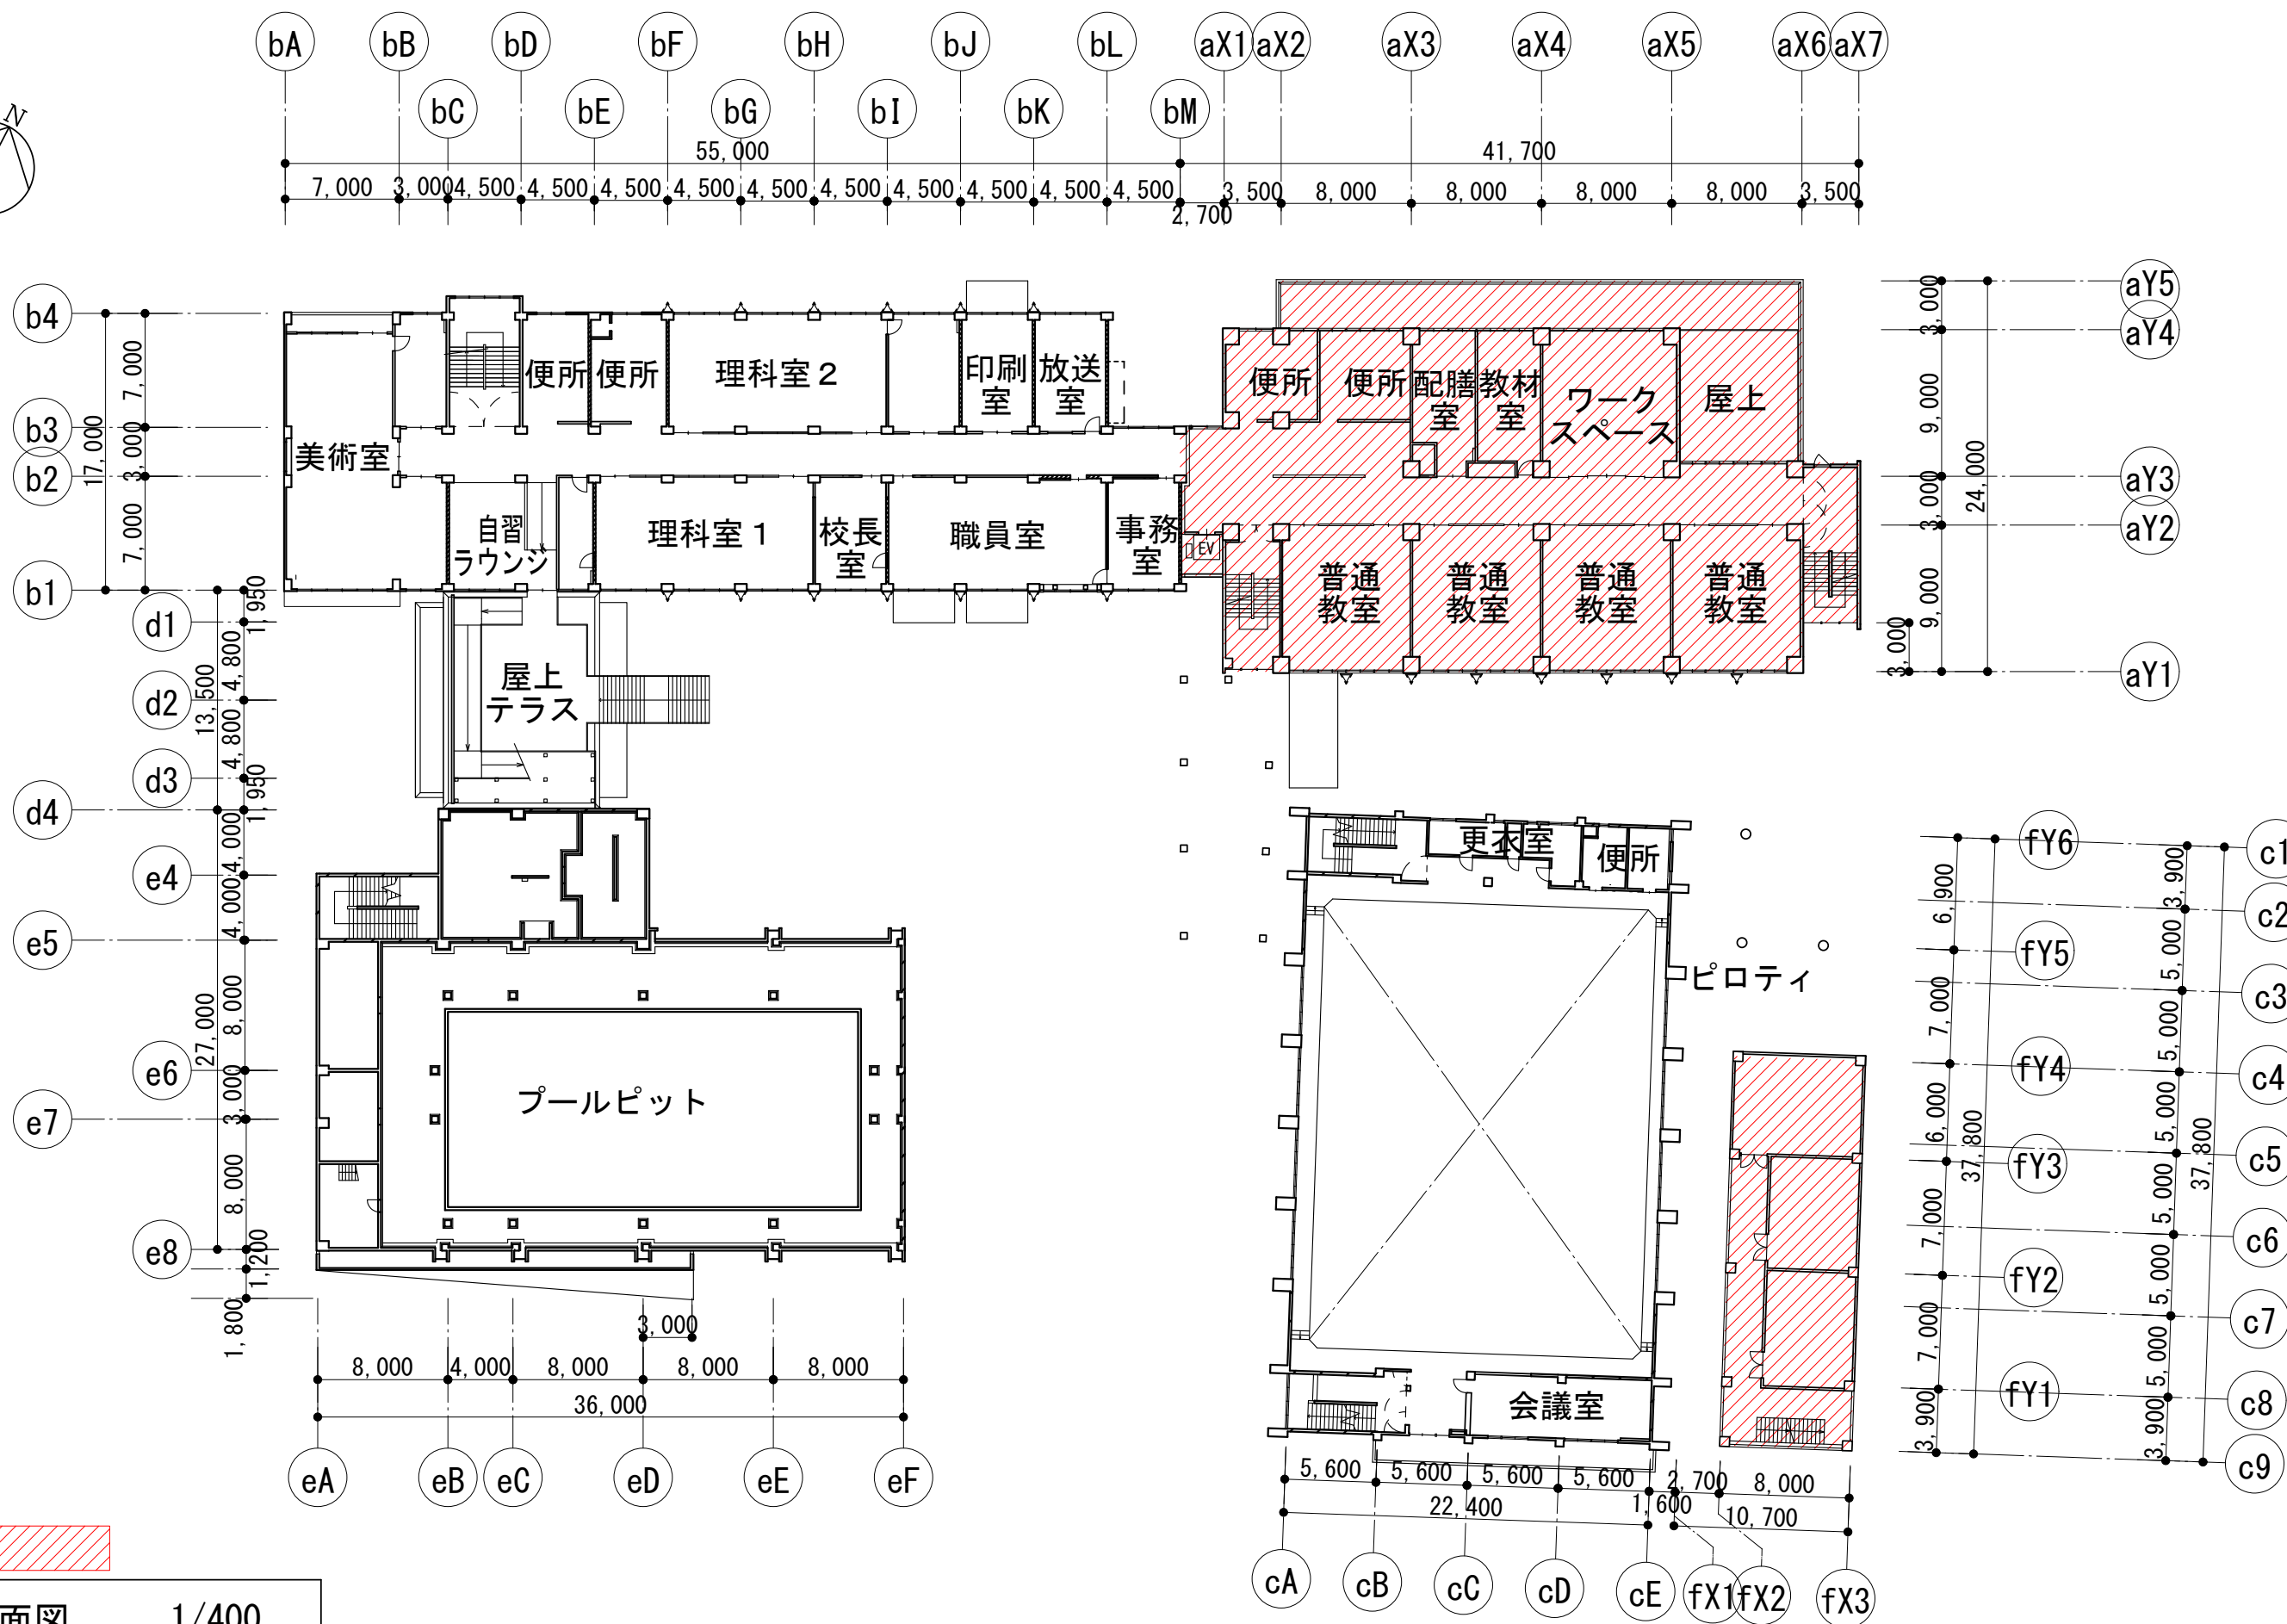 bA bB bD bF bH bJ bL aX1 aX2 aX3 aX4 aX5 aX6 aX7
bC bE bG bI bK bM
N
55,000 41,700
7,000 3,000 4,500 4,500 4,500 4,500 4,500 4,500 4,500 4,500 4,500 4,500 3,500 8,000 8,000 8,000 8,000 3,500
2,700
b4
b3
b2
b1
17,000
7,000
3,000
7,000
便所
便所
理科室2
印刷
室
放送
室
美術室
自習
ラウンジ
理科室1
校長
室
職員室
事務
室
EV
便所
便所
配膳
室
教材
室
ワーク
スペース
屋上
普通
教室
普通
教室
普通
教室
普通
教室
aY5
aY4
aY3
aY2
aY1
3,000
9,000
3,000
9,000
3,000
24,000
d1
d2
d3
d4
1,950
4,800
4,800
1,950
13,500
屋上
テラス
e4
e5
e6
e7
e8
4,000
4,000
8,000
3,000
8,000
27,000
1,200
1,800
プールピット
3,000
8,000 4,000 8,000 8,000 8,000
36,000
eA eB eC eD eE eF
更衣室
便所
ピロティ
会議室
fY6
fY5
fY4
fY3
fY2
fY1
6,900
7,000
6,000
7,000
7,000
3,900
37,800
c1
c2
c3
c4
c5
c6
c7
c8
c9
3,900
5,000
5,000
5,000
5,000
5,000
5,000
3,900
37,800
5,600 5,600 5,600 5,600 2,700 8,000
22,400 1,600 10,700
cA cB cC cD cE fX1 fX2 fX3
面図 1/400